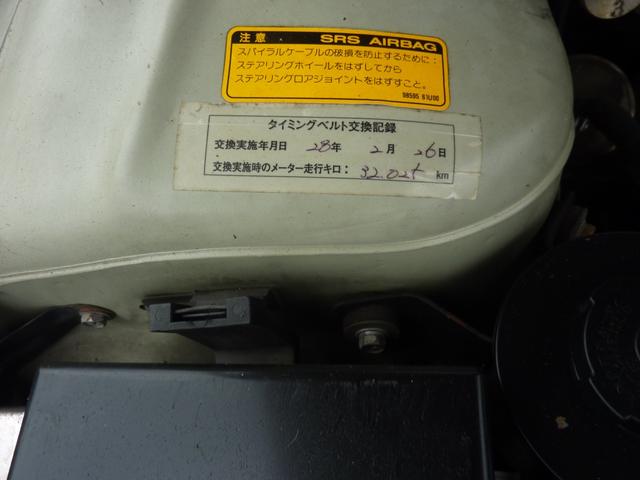 注意 SRS AIRBAG
スパイラルケーブルの破損を防止するために:
ステアリングホイールをはずしてから
ステアリングロアジョイントをはずすこと。
98595 61U00
タイミングベルト交換記録
交換実施年月日 28年 2月 26日
交換実施時のメーター走行キロ: 32.025 km